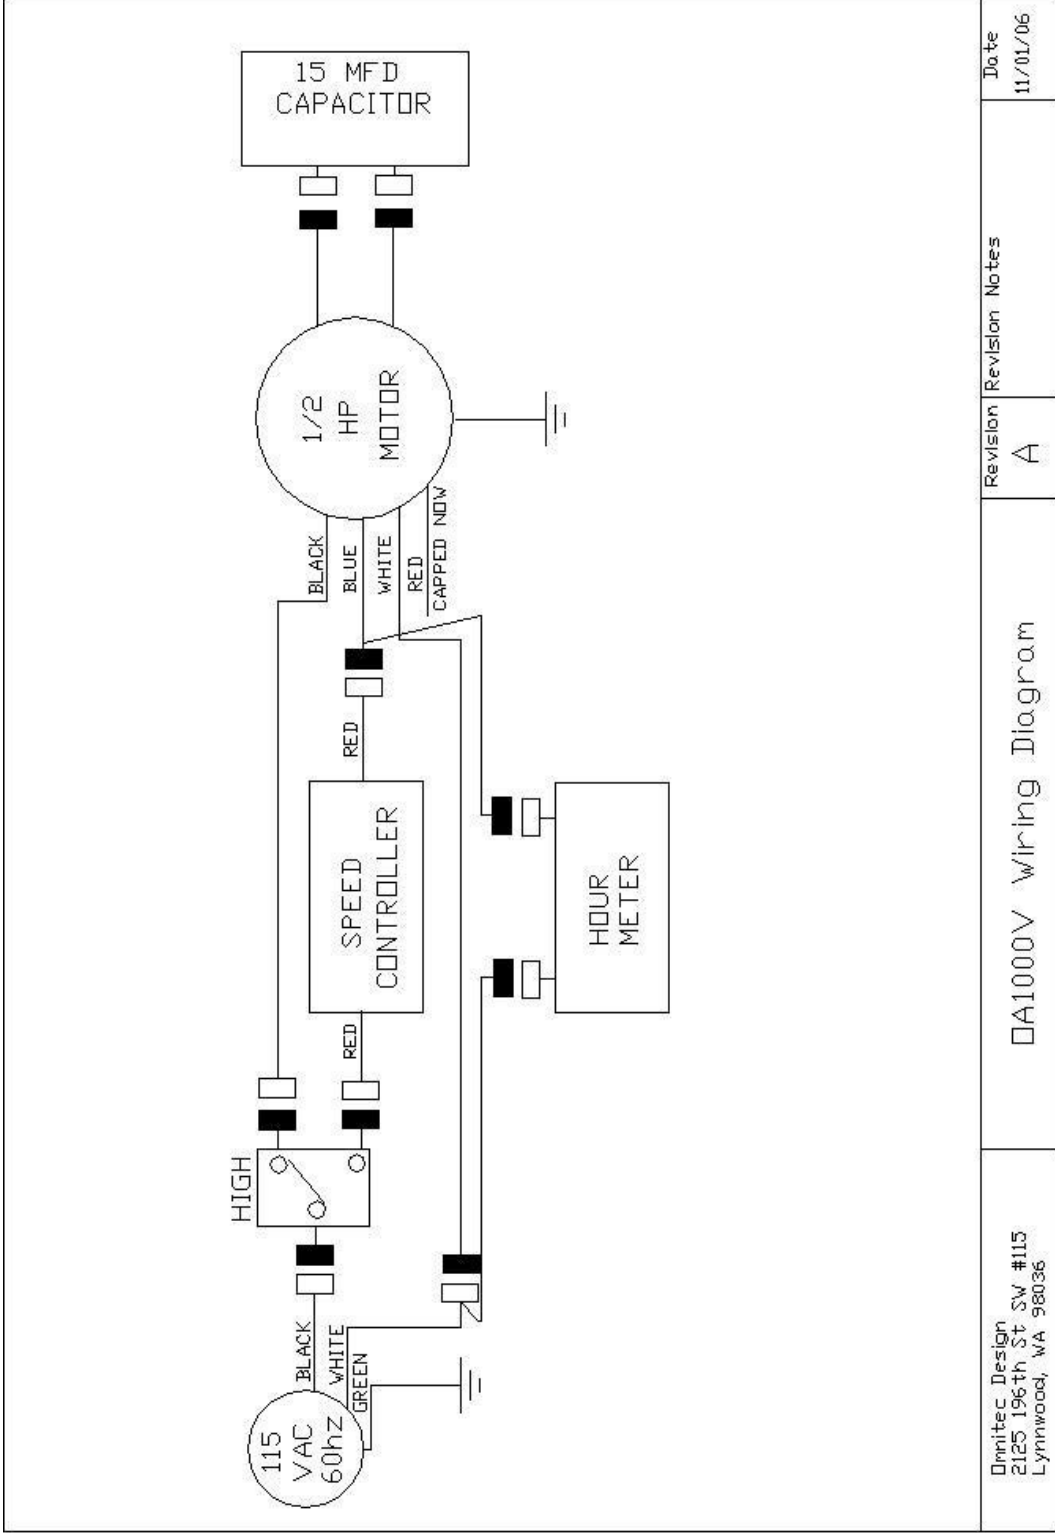 115
VAC
60hz
BLACK
WHITE
GREEN
HIGH
RED
SPEED
CONTROLLER
RED
HOUR
METER
BLACK
BLUE
WHITE
RED
CAPPED NOW
1/2
HP
MOTOR
15 MFD
CAPACITOR
Omnitec Design
2125 196th St SW #115
Lynnwood, WA 98036
OA1000V Wiring Diagram
Revision
A
Revision Notes
Date
11/01/06